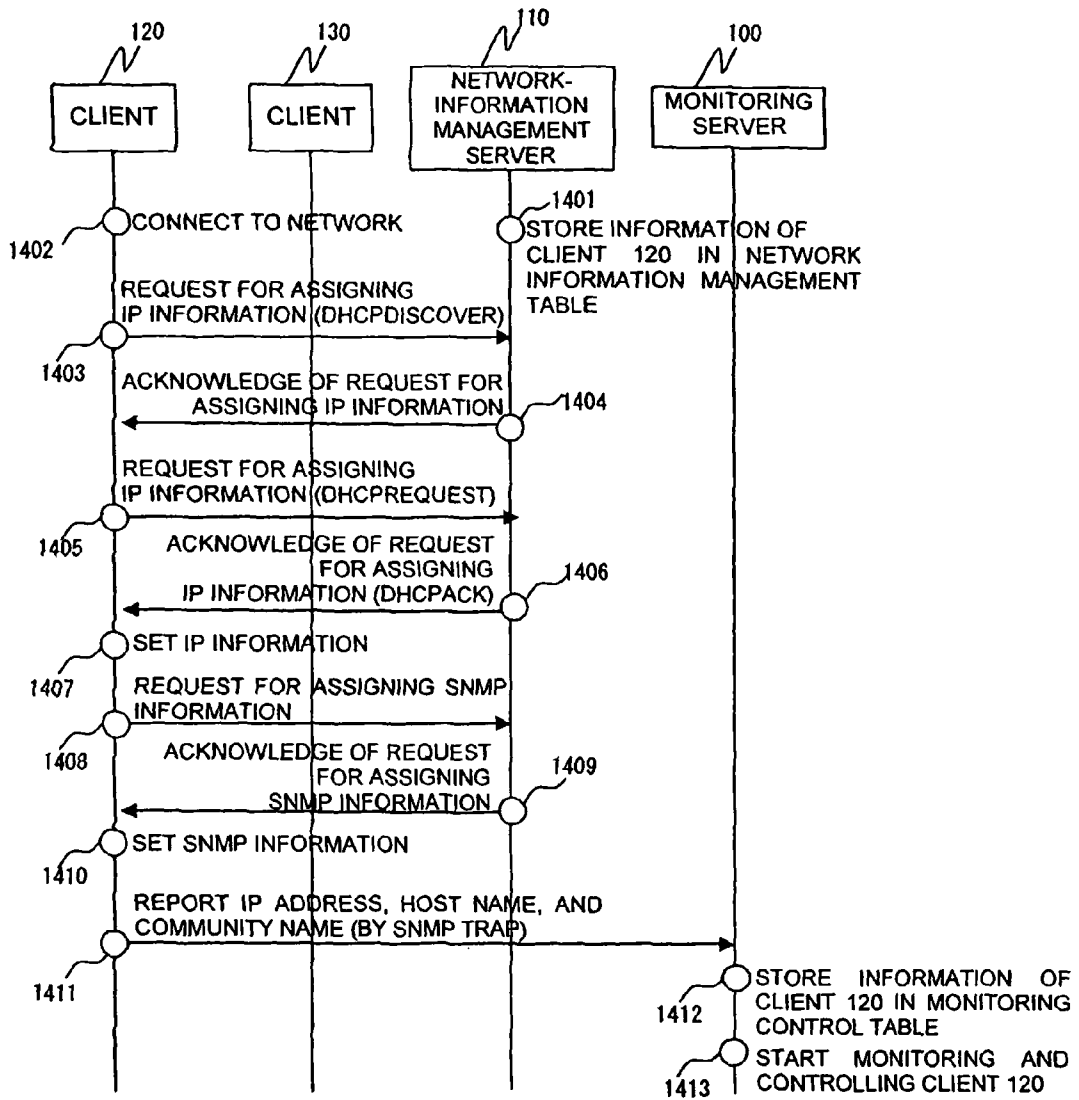 120
130
110
100
CLIENT
CLIENT
NETWORK-
INFORMATION
MANAGEMENT
SERVER
MONITORING
SERVER
1401
1402
CONNECT TO NETWORK
STORE INFORMATION OF
CLIENT 120 IN NETWORK
INFORMATION MANAGEMENT
TABLE
REQUEST FOR ASSIGNING
IP INFORMATION (DHCPDISCOVER)
1403
ACKNOWLEDGE OF REQUEST FOR
ASSIGNING IP INFORMATION
1404
REQUEST FOR ASSIGNING
IP INFORMATION (DHCPREQUEST)
1405
ACKNOWLEDGE OF REQUEST
FOR ASSIGNING
IP INFORMATION (DHCPACK)
1406
SET IP INFORMATION
1407
REQUEST FOR ASSIGNING SNMP
INFORMATION
1408
ACKNOWLEDGE OF REQUEST
FOR ASSIGNING
SNMP INFORMATION
1409
SET SNMP INFORMATION
1410
REPORT IP ADDRESS, HOST NAME, AND
COMMUNITY NAME (BY SNMP TRAP)
1411
1412
STORE INFORMATION OF
CLIENT 120 IN MONITORING
CONTROL TABLE
1413
START MONITORING AND
CONTROLLING CLIENT 120